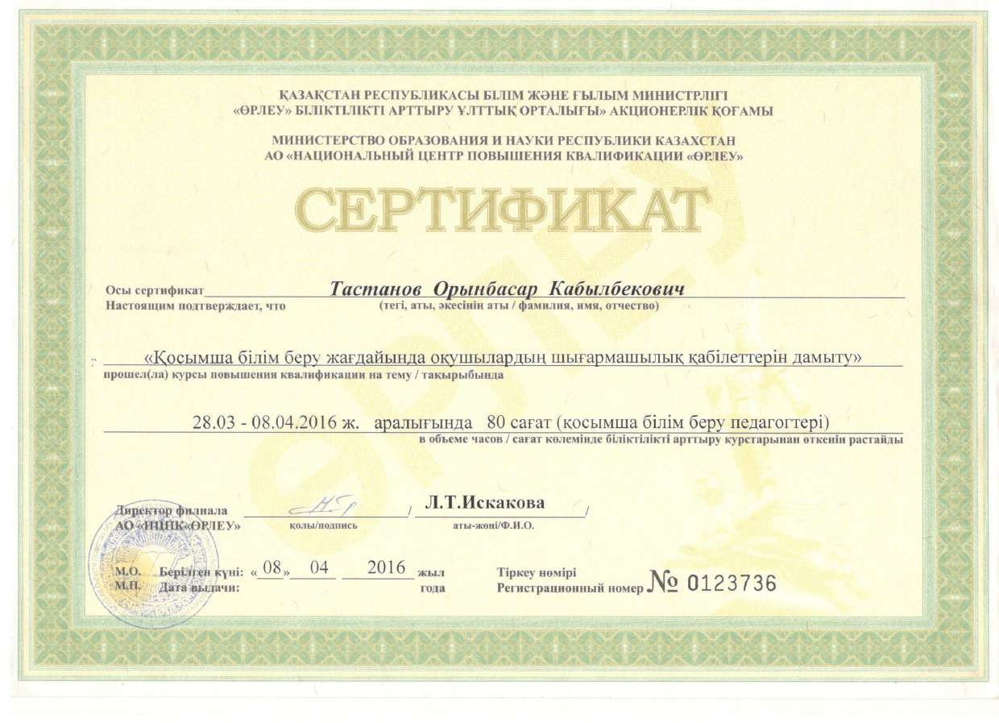 ҚАЗАҚСТАН РЕСПУБЛИКАСЫ БІЛІМ ЖӘНЕ ҒЫЛЫМ МИНИСТРЛІГІ
«ӨРЛЕУ» БІЛІКТІЛІКТІ АРТТЫРУ ҰЛТТЫҚ ОРТАЛЫҒЫ» АКЦИОНЕРЛІК ҚОҒАМЫ
МИНИСТЕРСТВО ОБРАЗОВАНИЯ И НАУКИ РЕСПУБЛИКИ КАЗАХСТАН
АО «НАЦИОНАЛЬНЫЙ ЦЕНТР ПОВЫШЕНИЯ КВАЛИФИКАЦИИ «ӨРЛЕУ»
СЕРТИФИКАТ
ӨРЛЕУ
Осы сертификат Тастанов Орынбасар Кабылбекович
Настоящим подтверждает, что (тегі, аты, әкесінің аты / фамилия, имя, отчество)
«Қосымша білім беру жағдайында оқушылардың шығармашылық қабілеттерін дамыту»
прошел(ла) курсы повышения квалификации на тему / тақырыбында
28.03 - 08.04.2016 ж. аралығында 80 сағат (қосымша білім беру педагогтері)
в объеме часов / сағат көлемінде біліктілікті арттыру курстарынан өткенін растайды
Директор филиала / Л.Т.Искакова /
АО «НЦПК«ӨРЛЕУ» қолы/подпись аты-жөні/Ф.И.О.
М.О. Берілген күні: «08» 04 2016 жыл Тіркеу нөмірі
М.П. Дата выдачи: года Регистрационный номер № 0123736